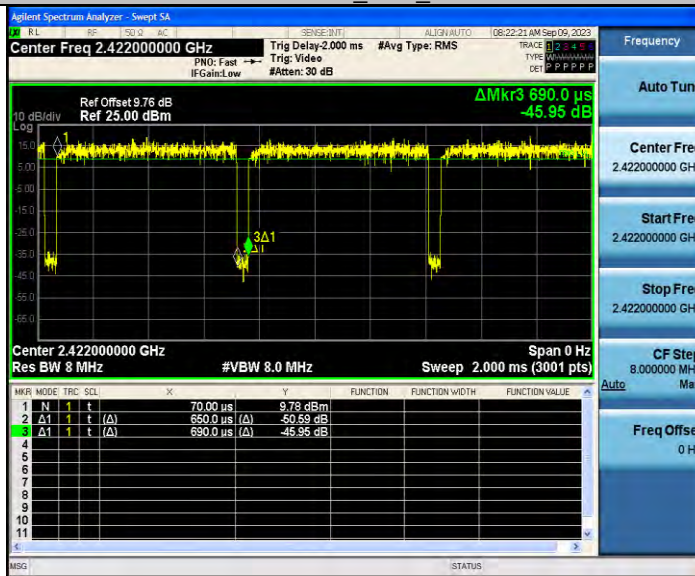 Agilent Spectrum Analyzer - Swept SA
RL RF 50 Ω AC SENSE:INT ALIGN AUTO 08:22:21 AM Sep 09, 2023
Center Freq 2.422000000 GHz
PNO: Fast
IFGain:Low
Trig Delay-2.000 ms
Trig: Video
#Atten: 30 dB
#Avg Type: RMS
TRACE 1 2 3 4 5 6
TYPE
DET P P P P P P
ΔMkr3 690.0 μs
-45.95 dB
Ref Offset 9.76 dB
Ref 25.00 dBm
10 dB/div
Log
15.0
5.00
-5.00
-15.0
-25.0
-35.0
-45.0
-55.0
-65.0
1
3Δ1
Center 2.422000000 GHz Span 0 Hz
Res BW 8 MHz #VBW 8.0 MHz Sweep 2.000 ms (3001 pts)
MKR MODE TRC SCL X Y FUNCTION FUNCTION WIDTH FUNCTION VALUE
1 N 1 t 70.00 μs 9.78 dBm
2 Δ1 1 t (Δ) 650.0 μs (Δ) -50.59 dB
3 Δ1 1 t (Δ) 690.0 μs (Δ) -45.95 dB
4
5
6
7
8
9
10
11
MSG STATUS
Frequency
Auto Tun
Center Fre
2.422000000 GH
Start Fre
2.422000000 GH
Stop Fre
2.422000000 GH
CF Step
8.000000 MH
Auto Ma
Freq Offse
0 H